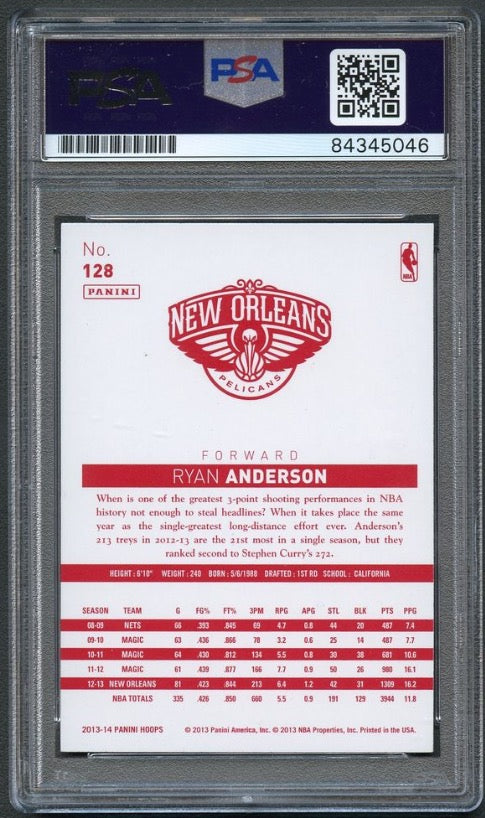 PSA
PSA
84345046
No.
128
PANINI
NBA
NEW ORLEANS
PELICANS
FORWARD
RYAN ANDERSON
When is one of the greatest 3-point shooting performances in NBA
history not enough to steal headlines? When it takes place the same
year as the single-greatest long-distance effort ever. Anderson's
213 treys in 2012-13 are the 21st most in a single season, but they
ranked second to Stephen Curry's 272.
HEIGHT: 6'10" WEIGHT: 240 BORN: 5/6/1988 DRAFTED: 1ST RD SCHOOL: CALIFORNIA
SEASON TEAM G FG% FT% 3PM RPG APG STL BLK PTS PPG
08-09 NETS 66 .393 .845 69 4.7 0.8 44 20 487 7.4
09-10 MAGIC 63 .436 .866 78 3.2 0.6 25 14 487 7.7
10-11 MAGIC 64 .430 .812 134 5.5 0.8 30 38 681 10.6
11-12 MAGIC 61 .439 .877 166 7.7 0.9 50 26 980 16.1
12-13 NEW ORLEANS 81 .423 .844 213 6.4 1.2 42 31 1309 16.2
NBA TOTALS 335 .426 .850 660 5.5 0.9 191 129 3944 11.8
2013-14 PANINI HOOPS © 2013 Panini America, Inc. © 2013 NBA Properties, Inc. Printed in the USA.